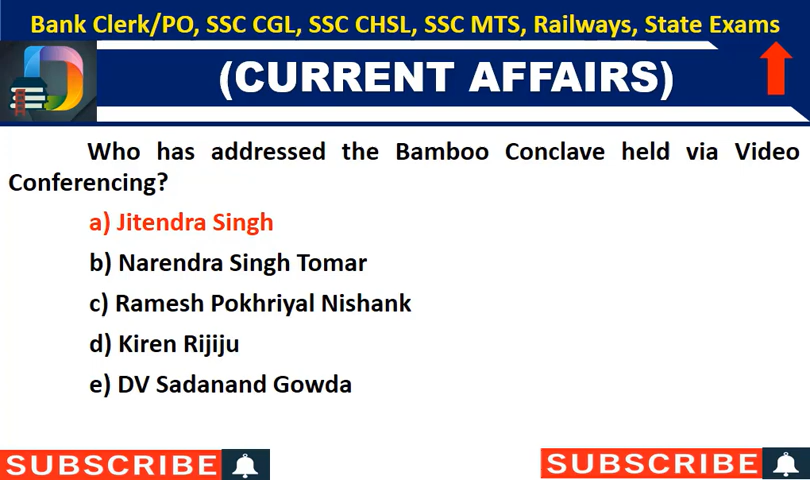 Bank Clerk/PO, SSC CGL, SSC CHSL, SSC MTS, Railways, State Exams
(CURRENT AFFAIRS)
Who has addressed the Bamboo Conclave held via Video
Conferencing?
a) Jitendra Singh
b) Narendra Singh Tomar
c) Ramesh Pokhriyal Nishank
d) Kiren Rijiju
e) DV Sadanand Gowda
SUBSCRIBE
SUBSCRIBE